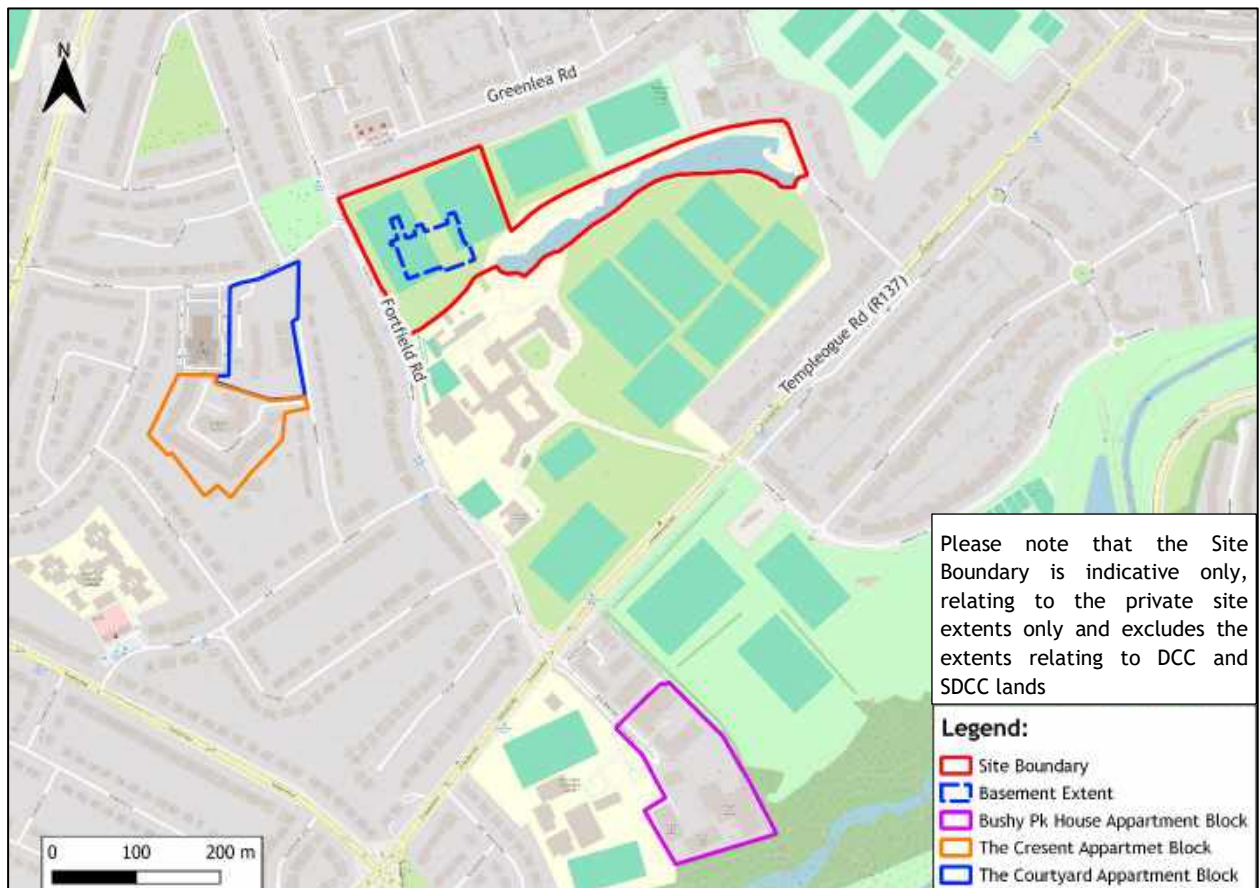 N
Greenlea Rd
Fortfield Rd
Templeogue Rd (R137)
Please note that the Site
Boundary is indicative only,
relating to the private site
extents only and excludes the
extents relating to DCC and
SDCC lands
Legend:
Site Boundary
Basement Extent
Bushy Pk House Appartment Block
The Cresent Appartmet Block
The Courtyard Appartment Block
0 100 200 m